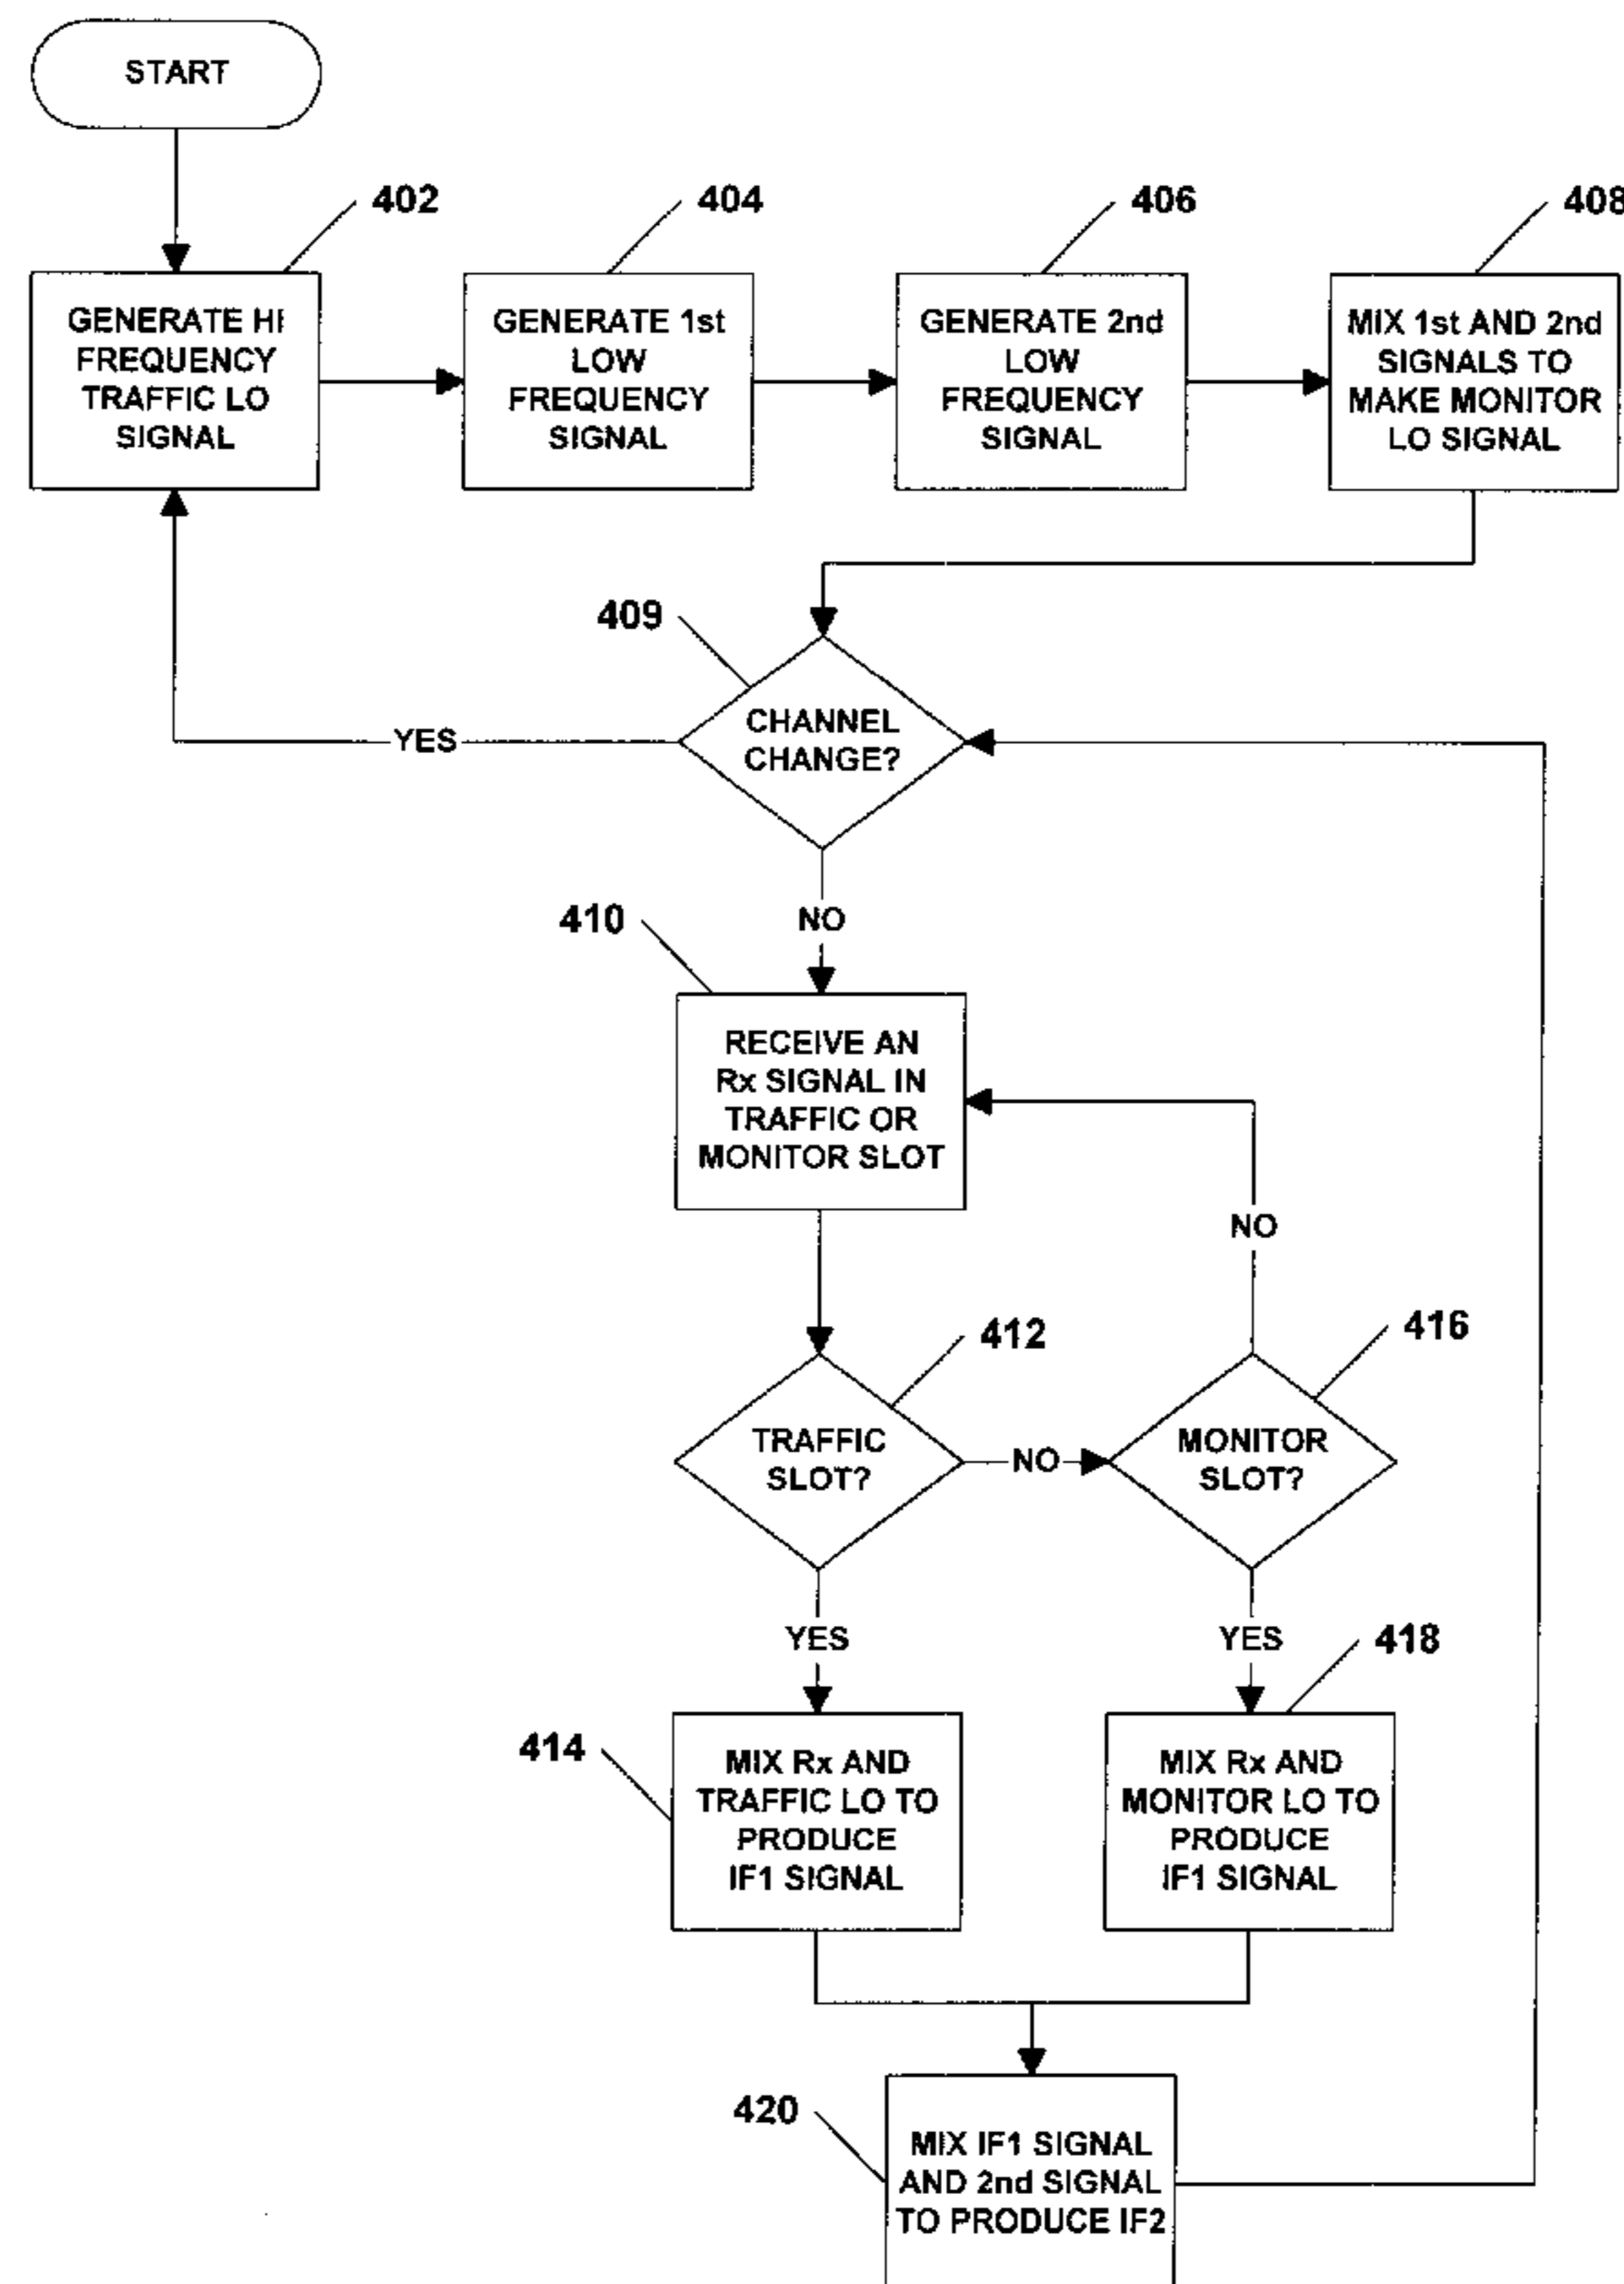 START
402
404
406
408
GENERATE HI
FREQUENCY
TRAFFIC LO
SIGNAL
GENERATE 1st
LOW
FREQUENCY
SIGNAL
GENERATE 2nd
LOW
FREQUENCY
SIGNAL
MIX 1st AND 2nd
SIGNALS TO
MAKE MONITOR
LO SIGNAL
409
CHANNEL
CHANGE?
YES
NO
410
RECEIVE AN
Rx SIGNAL IN
TRAFFIC OR
MONITOR SLOT
NO
412
416
TRAFFIC
SLOT?
NO
MONITOR
SLOT?
YES
YES
418
414
MIX Rx AND
TRAFFIC LO TO
PRODUCE
IF1 SIGNAL
MIX Rx AND
MONITOR LO TO
PRODUCE
IF1 SIGNAL
420
MIX IF1 SIGNAL
AND 2nd SIGNAL
TO PRODUCE IF2